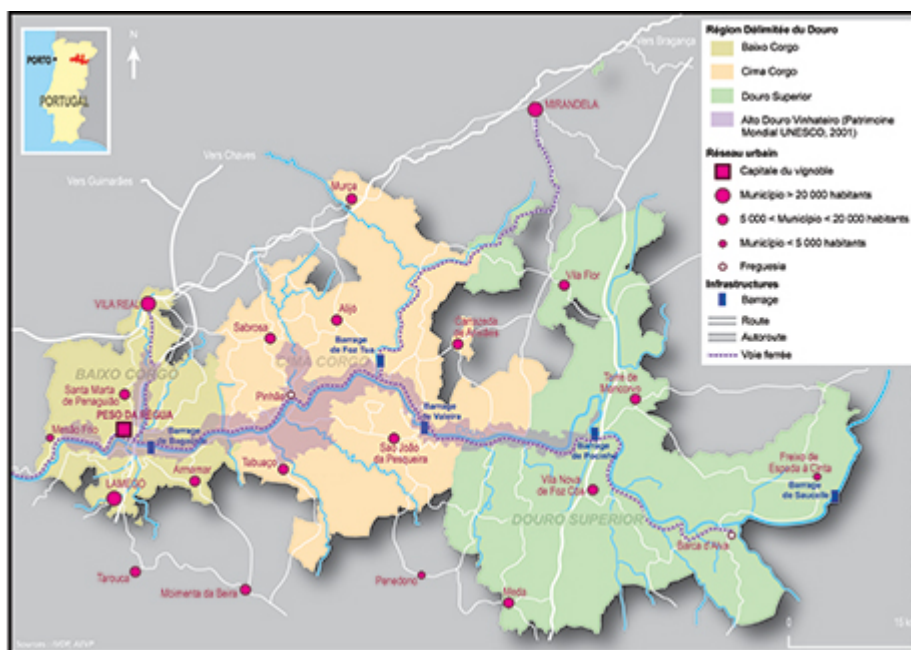 PORTO
PORTUGAL
N
Vers Bragança
Vers Chaves
Vers Guimarães
MIRANDELA
Murça
VILA REAL
Alijó
Sabrosa
Barrage
de Foz Tua
Carrazeda
de Ansiães
Vila Flor
BAIXO CORGO
CIMA CORGO
Santa Marta
de Penaguião
PESO DA RÉGUA
Mesão Frio
Pinhão
Barrage
de Valeira
Torre de
Moncorvo
Barrage
de Bagaúste
São João
da Pesqueira
Barrage
de Pocinho
Freixo de
Espada à Cinta
Barrage
de Saucelle
LAMEGO
Armamar
Tabuaço
Vila Nova
de Foz Côa
DOURO SUPERIOR
Barca d'Alva
Tarouca
Moimenta da Beira
Penedono
Meda
Région Délimitée du Douro
Baixo Corgo
Cima Corgo
Douro Superior
Alto Douro Vinhateiro (Patrimoine
Mondial UNESCO, 2001)
Réseau urbain
Capitale du vignoble
Município > 20 000 habitants
5 000 < Município < 20 000 habitants
Município < 5 000 habitants
Freguesia
Infrastructures
Barrage
Route
Autoroute
Voie ferrée
0
Sources : IVDP, ADVP